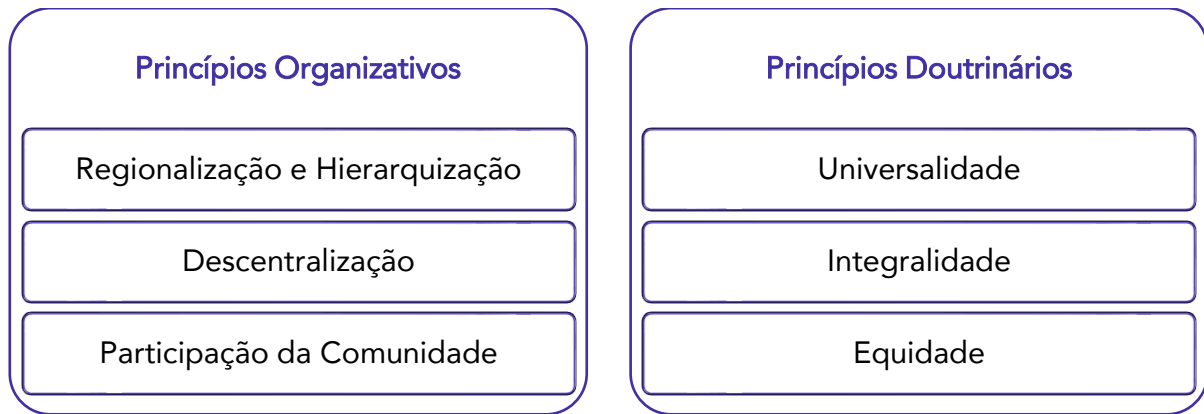 Princípios Organizativos
Regionalização e Hierarquização
Descentralização
Participação da Comunidade
Princípios Doutrinários
Universalidade
Integralidade
Equidade